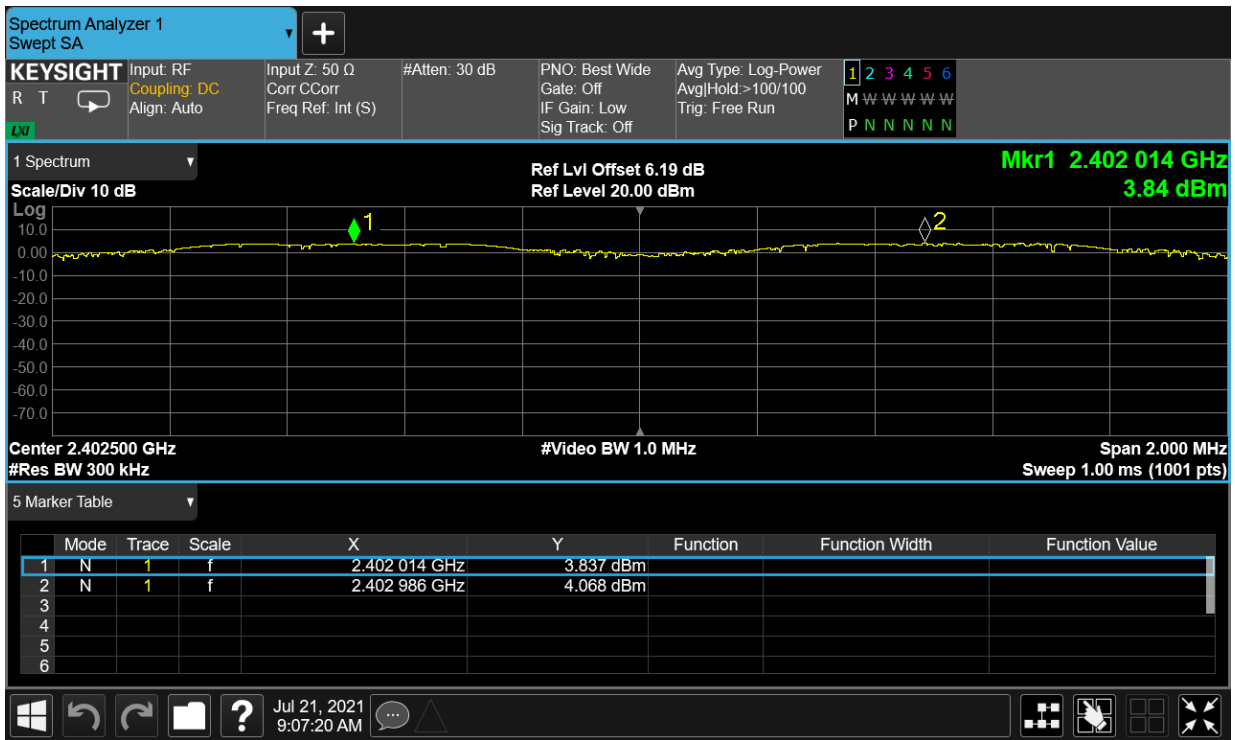 Spectrum Analyzer 1
Swept SA
+
KEYSIGHT
R T
LXI
Input: RF
Coupling: DC
Align: Auto
Input Z: 50 Ω
Corr CCorr
Freq Ref: Int (S)
#Atten: 30 dB
PNO: Best Wide
Gate: Off
IF Gain: Low
Sig Track: Off
Avg Type: Log-Power
Avg|Hold:>100/100
Trig: Free Run
1 2 3 4 5 6
M W W W W W
P N N N N N
1 Spectrum
Scale/Div 10 dB
Ref Lvl Offset 6.19 dB
Ref Level 20.00 dBm
Mkr1 2.402 014 GHz
3.84 dBm
Log
10.0
0.00
-10.0
-20.0
-30.0
-40.0
-50.0
-60.0
-70.0
1
2
Center 2.402500 GHz
#Res BW 300 kHz
#Video BW 1.0 MHz
Span 2.000 MHz
Sweep 1.00 ms (1001 pts)
5 Marker Table
Mode Trace Scale X Y Function Function Width Function Value
1 N 1 f 2.402 014 GHz 3.837 dBm
2 N 1 f 2.402 986 GHz 4.068 dBm
3
4
5
6
?
Jul 21, 2021
9:07:20 AM